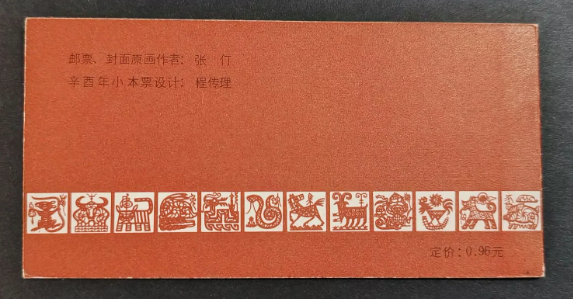 邮票、封面原画作者：张 仃
辛酉年小本票设计：程传理
定价：0.96元